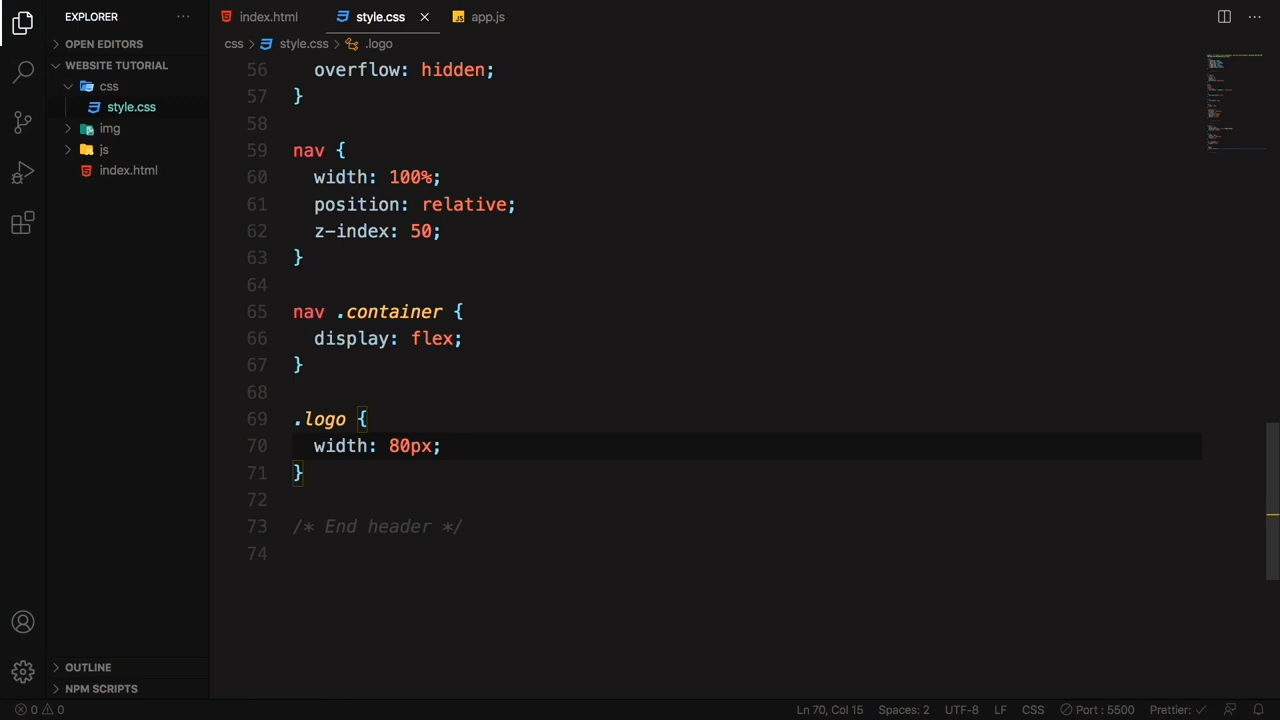 EXPLORER
index.html
style.css
app.js
OPEN EDITORS
css
style.css
.logo
WEBSITE TUTORIAL
css
style.css
img
js
index.html
56 overflow: hidden;
57 }
58
59 nav {
60 width: 100%;
61 position: relative;
62 z-index: 50;
63 }
64
65 nav .container {
66 display: flex;
67 }
68
69 .logo {
70 width: 80px;
71 }
72
73 /* End header */
74
OUTLINE
NPM SCRIPTS
0 0 Ln 70, Col 15 Spaces: 2 UTF-8 LF CSS Port : 5500 Prettier: